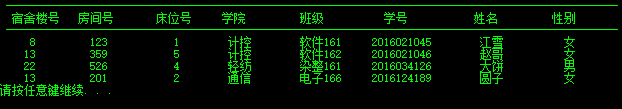 宿舍楼号 房间号 床位号 学院 班级 学号 姓名 性别
8 123 1 计控 软件161 2016021045 江雪 女
13 359 5 计控 软件162 2016021046 赵哥 女
22 526 4 轻纺 染整161 2016034126 大饼 男
13 201 2 通信 电子166 2016124189 圆子 女
请按任意键继续. . .